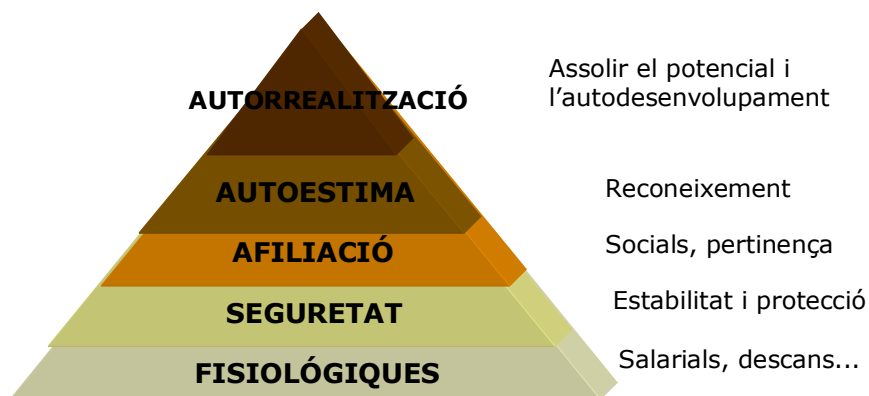 Assolir el potencial i
l’autodesenvolupament
AUTORREALITZACIÓ
AUTOESTIMA
Reconeixement
AFILIACIÓ
Socials, pertinença
SEGURETAT
Estabilitat i protecció
FISIOLÓGIQUES
Salarials, descans...